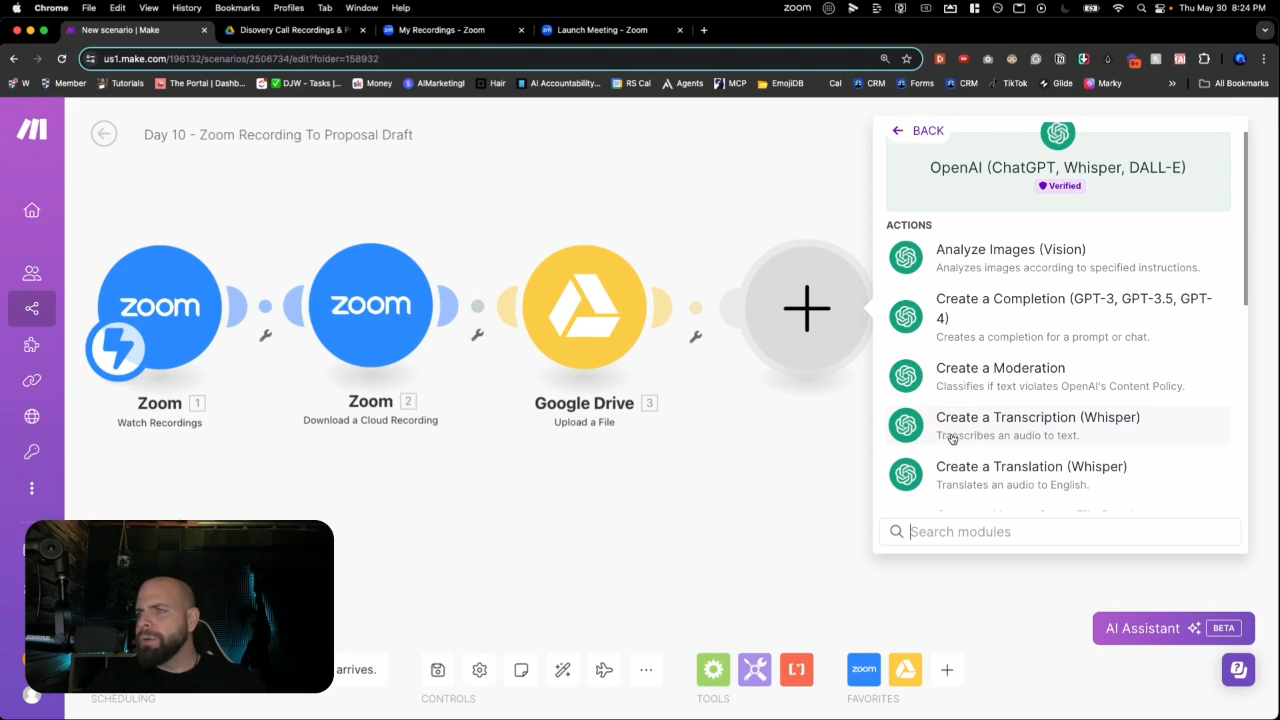 Chrome File Edit View History Bookmarks Profiles Tab Window Help
zoom
Thu May 30 8:24 PM
New scenario | Make
Discovery Call Recordings & P
My Recordings - Zoom
Launch Meeting - Zoom
us1.make.com/196132/scenarios/2506734/edit?folder=158932
W
Member
Tutorials
The Portal | Dashb...
DJW - Tasks |...
Money
AIMarketing!
Hair
AI Accountability...
RS Cal
Agents
MCP
EmojiDB
Cal
CRM
Forms
CRM
TikTok
Glide
Marky
»
All Bookmarks
Day 10 - Zoom Recording To Proposal Draft
BACK
OpenAI (ChatGPT, Whisper, DALL-E)
Verified
ACTIONS
Analyze Images (Vision)
Analyzes images according to specified instructions.
Create a Completion (GPT-3, GPT-3.5, GPT-
4)
Creates a completion for a prompt or chat.
Create a Moderation
Classifies if text violates OpenAI's Content Policy.
Create a Transcription (Whisper)
Transcribes an audio to text.
Create a Translation (Whisper)
Translates an audio to English.
Search modules
zoom
Zoom 1
Watch Recordings
zoom
Zoom 2
Download a Cloud Recording
Google Drive 3
Upload a File
AI Assistant BETA
arrives.
SCHEDULING
CONTROLS
TOOLS
zoom
FAVORITES